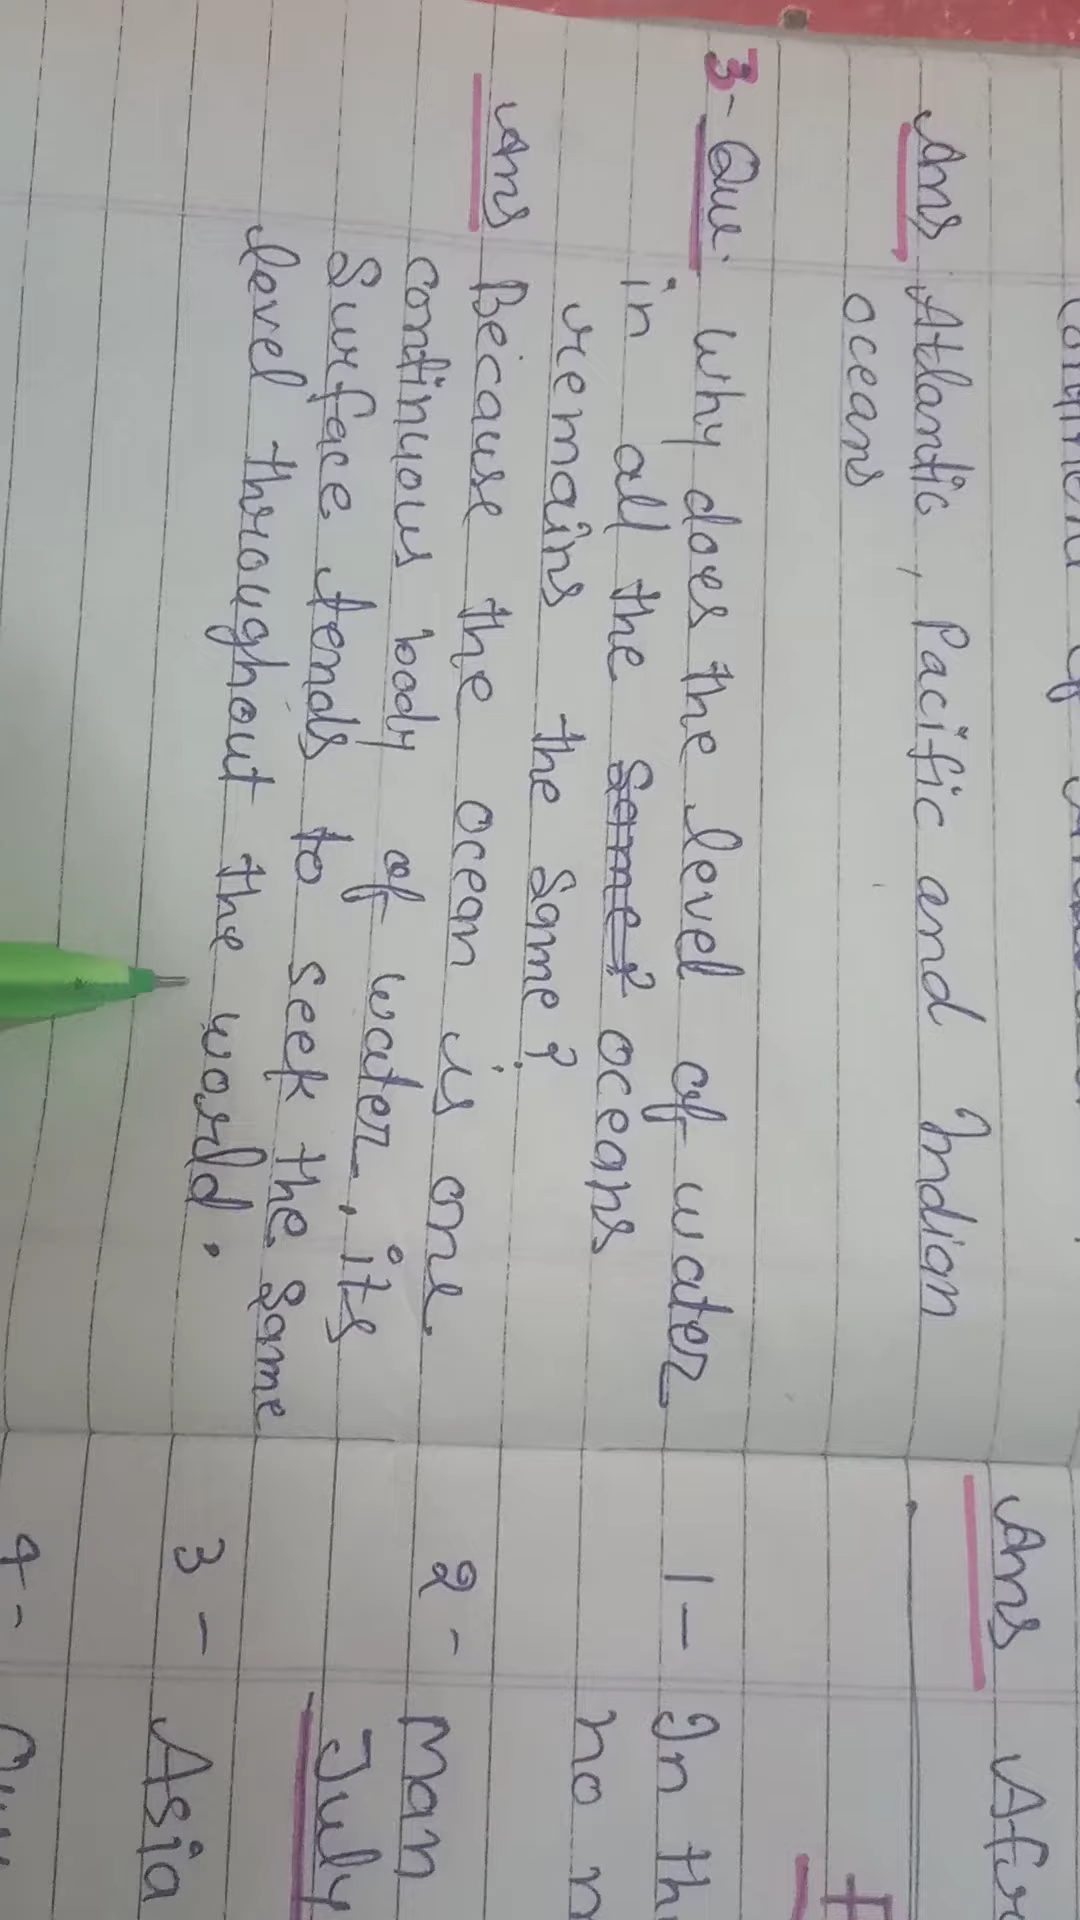 Ans Atlantic, Pacific and Indian
oceans
3- Que. Why does the level of water
in all the oceans
remains the same?
Ans Because the ocean is one
continuous body of water, its
Surface tends to seek the same
level throughout the world.
Ans
1- In th
no n
2- Man
July
3- Asia
4-